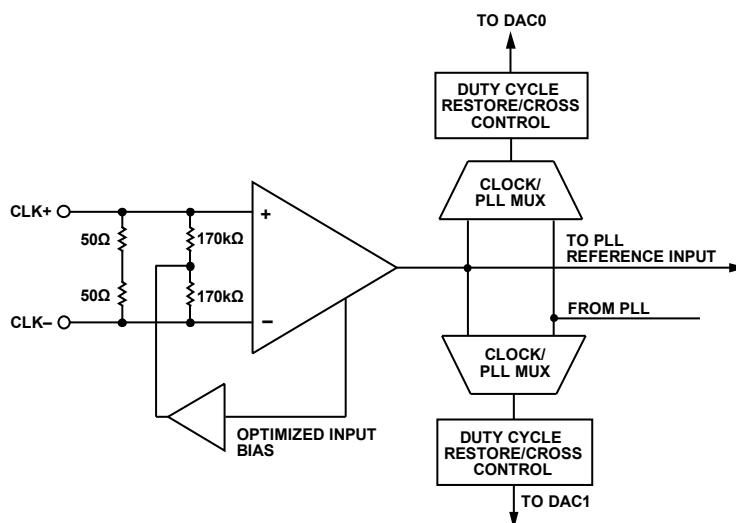 TO DAC0
DUTY CYCLE
RESTORE/CROSS
CONTROL
CLOCK/
PLL MUX
CLK+
+
50Ω
170kΩ
TO PLL
REFERENCE INPUT
50Ω
170kΩ
CLK–
–
FROM PLL
CLOCK/
PLL MUX
OPTIMIZED INPUT
BIAS
DUTY CYCLE
RESTORE/CROSS
CONTROL
TO DAC1